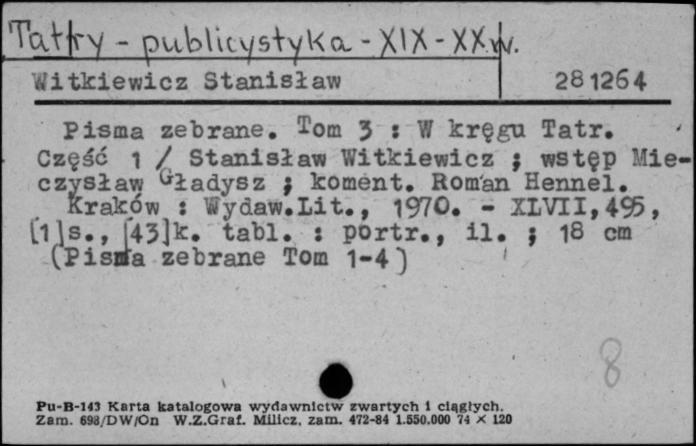 Tatry - publicystyka - XIX - XX w.
Witkiewicz Stanisław 281264
Pisma zebrane. Tom 3 : W kręgu Tatr.
Część 1 / Stanisław Witkiewicz ; wstęp Mie-
czysław Gładysz ; koment. Roman Hennel.
Kraków : Wydaw.Lit., 1970. - XLVII, 495,
[1]s., [43]k. tabl. : portr., il. ; 18 cm
(Pisma zebrane Tom 1-4)
8
Pu-B-143 Karta katalogowa wydawnictw zwartych i ciągłych.
Zam. 698/DW/On W.Z.Graf. Milicz, zam. 472-84 1.550.000 74 × 120